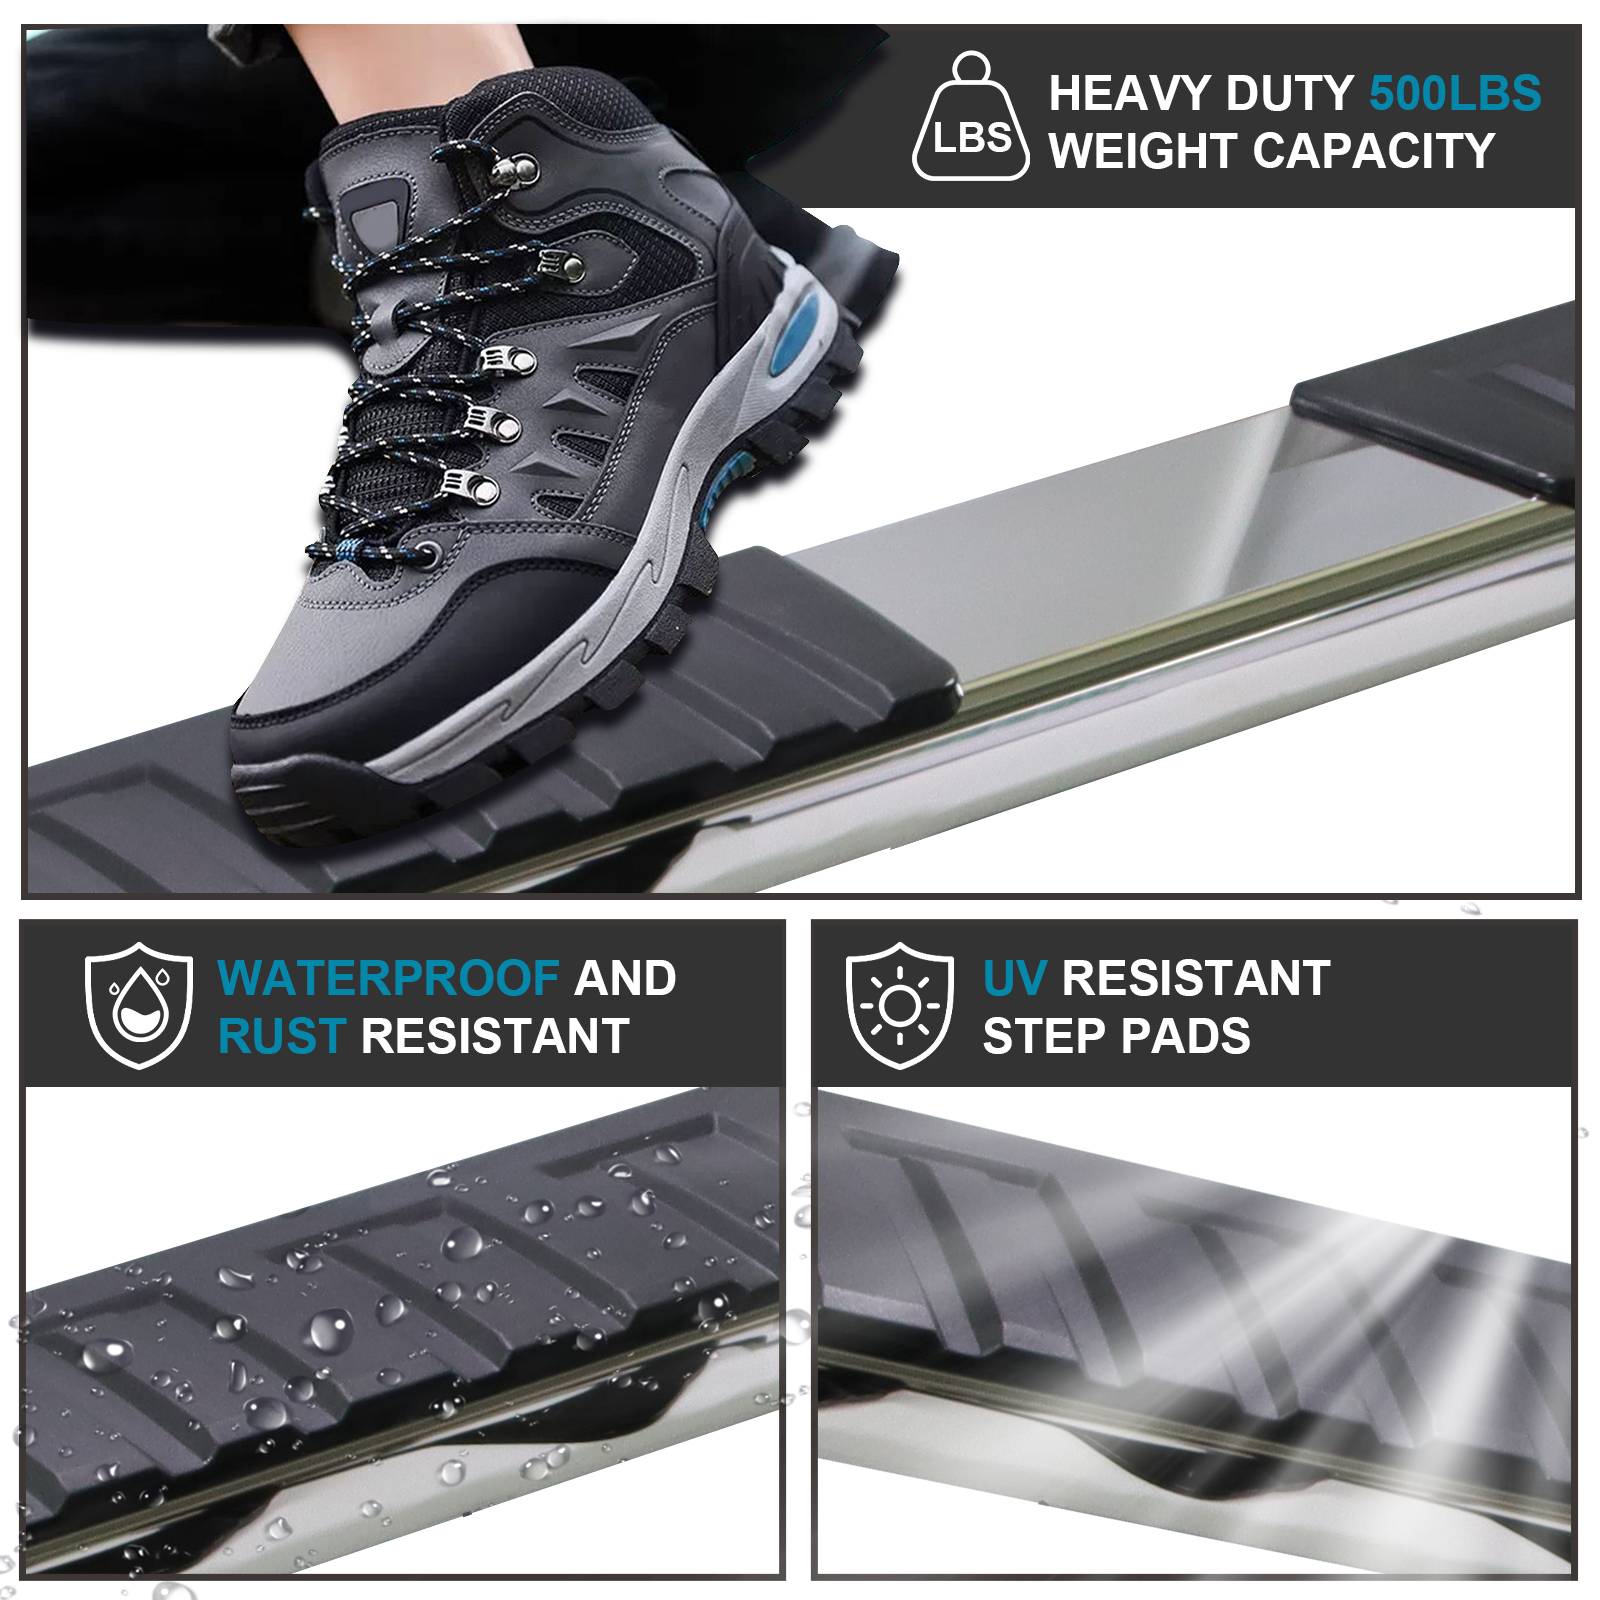 LBS
HEAVY DUTY 500LBS
WEIGHT CAPACITY
WATERPROOF AND
RUST RESISTANT
UV RESISTANT
STEP PADS